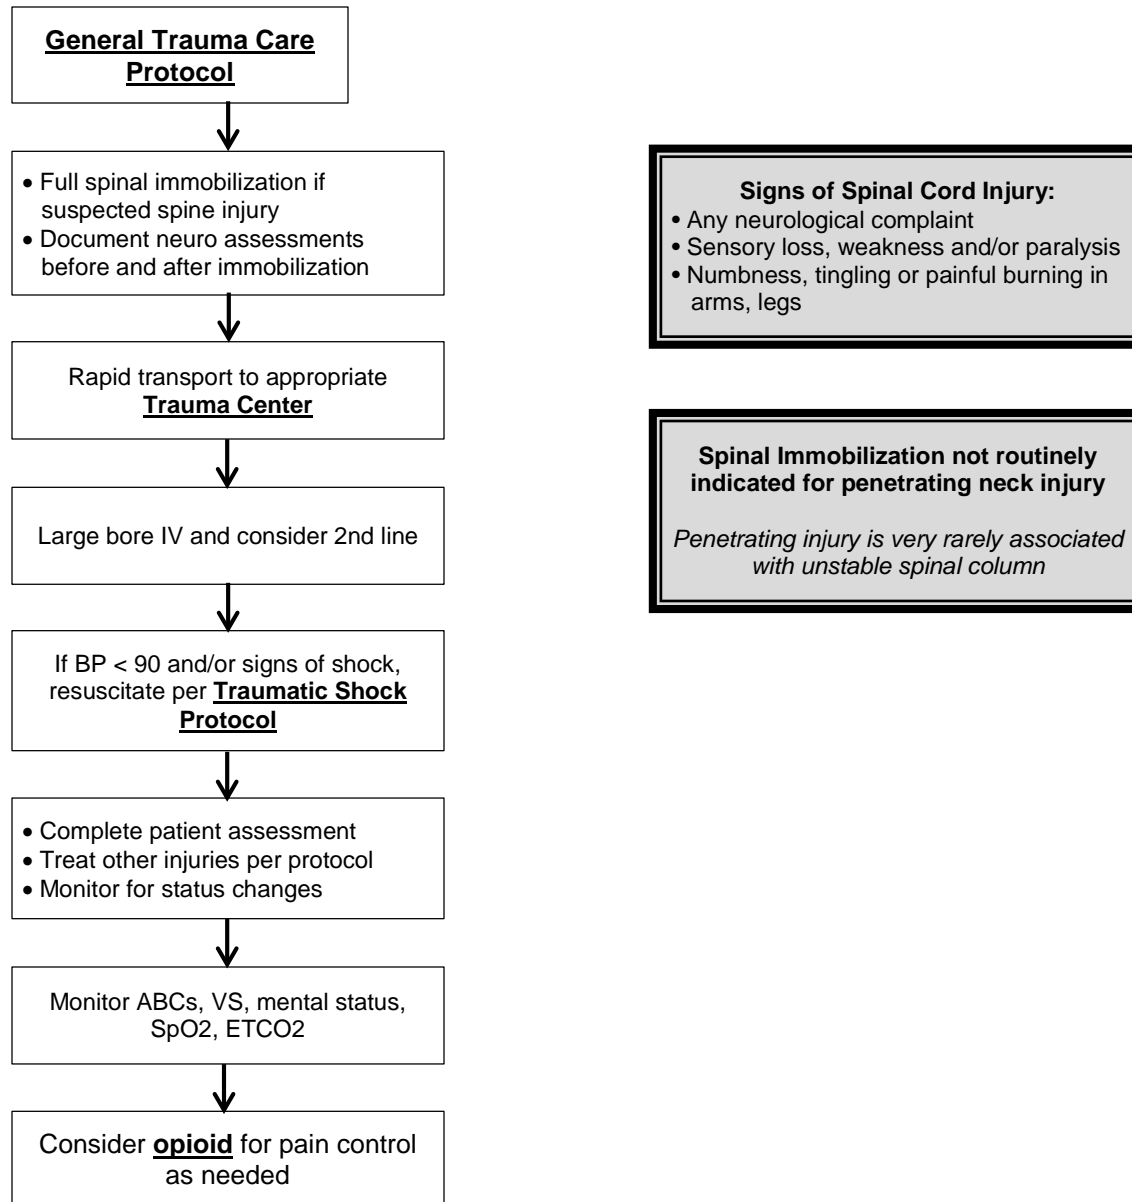 General Trauma Care
Protocol
• Full spinal immobilization if
suspected spine injury
• Document neuro assessments
before and after immobilization
Rapid transport to appropriate
Trauma Center
Large bore IV and consider 2nd line
If BP < 90 and/or signs of shock,
resuscitate per Traumatic Shock
Protocol
• Complete patient assessment
• Treat other injuries per protocol
• Monitor for status changes
Monitor ABCs, VS, mental status,
SpO2, ETCO2
Consider opioid for pain control
as needed
Signs of Spinal Cord Injury:
• Any neurological complaint
• Sensory loss, weakness and/or paralysis
• Numbness, tingling or painful burning in
arms, legs
Spinal Immobilization not routinely
indicated for penetrating neck injury
Penetrating injury is very rarely associated
with unstable spinal column